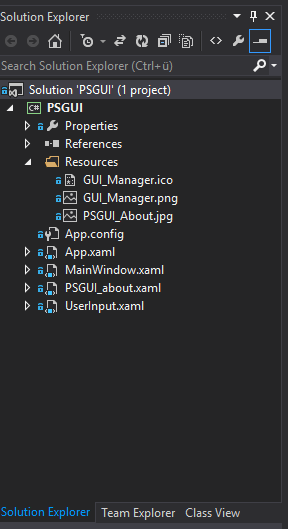 Solution Explorer
Search Solution Explorer (Ctrl+ü)
Solution 'PSGUI' (1 project)
C# PSGUI
Properties
References
Resources
GUI_Manager.ico
GUI_Manager.png
PSGUI_About.jpg
App.config
App.xaml
MainWindow.xaml
PSGUI_about.xaml
UserInput.xaml
Solution Explorer Team Explorer Class View